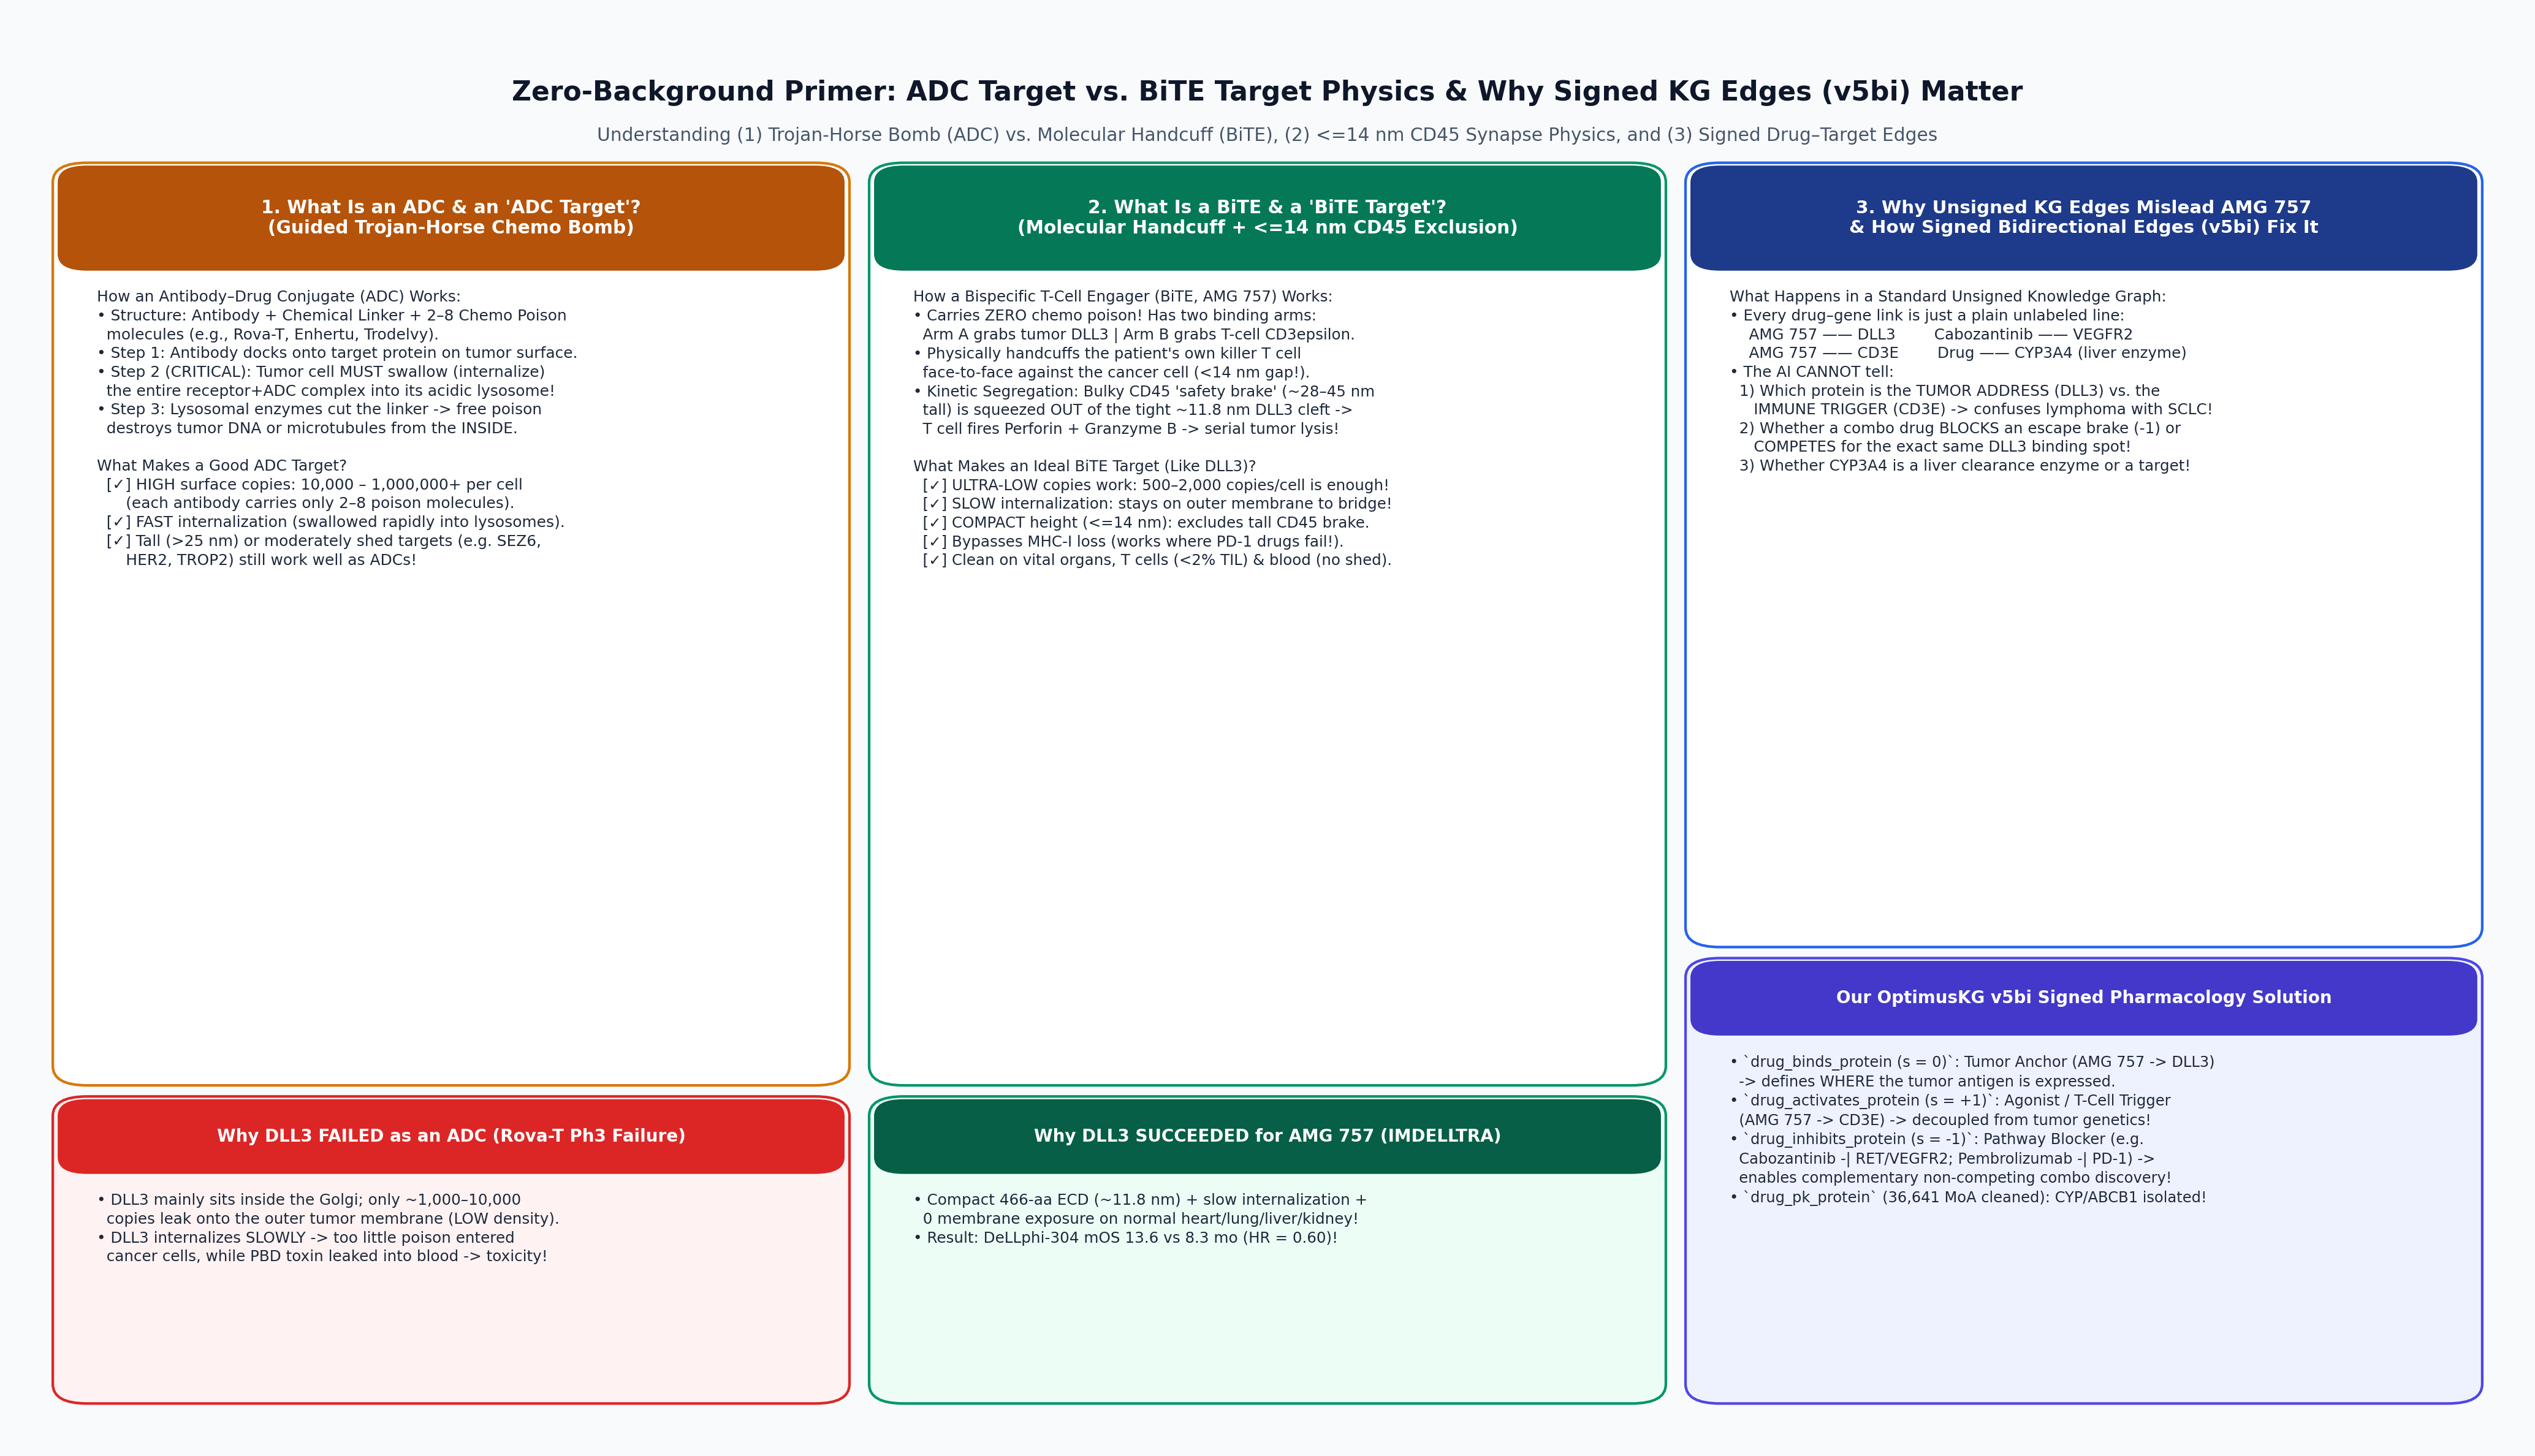 Zero-Background Primer: ADC Target vs. BiTE Target Physics & Why Signed KG Edges (v5bi) Matter
Understanding (1) Trojan-Horse Bomb (ADC) vs. Molecular Handcuff (BiTE), (2) <=14 nm CD45 Synapse Physics, and (3) Signed Drug–Target Edges
1. What Is an ADC & an 'ADC Target'?
(Guided Trojan-Horse Chemo Bomb)
How an Antibody–Drug Conjugate (ADC) Works:
• Structure: Antibody + Chemical Linker + 2–8 Chemo Poison
molecules (e.g., Rova-T, Enhertu, Trodelvy).
• Step 1: Antibody docks onto target protein on tumor surface.
• Step 2 (CRITICAL): Tumor cell MUST swallow (internalize)
the entire receptor+ADC complex into its acidic lysosome!
• Step 3: Lysosomal enzymes cut the linker -> free poison
destroys tumor DNA or microtubules from the INSIDE.
What Makes a Good ADC Target?
[✓] HIGH surface copies: 10,000 – 1,000,000+ per cell
(each antibody carries only 2–8 poison molecules).
[✓] FAST internalization (swallowed rapidly into lysosomes).
[✓] Tall (>25 nm) or moderately shed targets (e.g. SEZ6,
HER2, TROP2) still work well as ADCs!
Why DLL3 FAILED as an ADC (Rova-T Ph3 Failure)
• DLL3 mainly sits inside the Golgi; only ~1,000–10,000
copies leak onto the outer tumor membrane (LOW density).
• DLL3 internalizes SLOWLY -> too little poison entered
cancer cells, while PBD toxin leaked into blood -> toxicity!
2. What Is a BiTE & a 'BiTE Target'?
(Molecular Handcuff + <=14 nm CD45 Exclusion)
How a Bispecific T-Cell Engager (BiTE, AMG 757) Works:
• Carries ZERO chemo poison! Has two binding arms:
Arm A grabs tumor DLL3 | Arm B grabs T-cell CD3epsilon.
• Physically handcuffs the patient's own killer T cell
face-to-face against the cancer cell (<14 nm gap!).
• Kinetic Segregation: Bulky CD45 'safety brake' (~28–45 nm
tall) is squeezed OUT of the tight ~11.8 nm DLL3 cleft ->
T cell fires Perforin + Granzyme B -> serial tumor lysis!
What Makes an Ideal BiTE Target (Like DLL3)?
[✓] ULTRA-LOW copies work: 500–2,000 copies/cell is enough!
[✓] SLOW internalization: stays on outer membrane to bridge!
[✓] COMPACT height (<=14 nm): excludes tall CD45 brake.
[✓] Bypasses MHC-I loss (works where PD-1 drugs fail!).
[✓] Clean on vital organs, T cells (<2% TIL) & blood (no shed).
Why DLL3 SUCCEEDED for AMG 757 (IMDELLTRA)
• Compact 466-aa ECD (~11.8 nm) + slow internalization +
0 membrane exposure on normal heart/lung/liver/kidney!
• Result: DeLLphi-304 mOS 13.6 vs 8.3 mo (HR = 0.60)!
3. Why Unsigned KG Edges Mislead AMG 757
& How Signed Bidirectional Edges (v5bi) Fix It
What Happens in a Standard Unsigned Knowledge Graph:
• Every drug–gene link is just a plain unlabeled line:
AMG 757 —— DLL3 Cabozantinib —— VEGFR2
AMG 757 —— CD3E Drug —— CYP3A4 (liver enzyme)
• The AI CANNOT tell:
1) Which protein is the TUMOR ADDRESS (DLL3) vs. the
IMMUNE TRIGGER (CD3E) -> confuses lymphoma with SCLC!
2) Whether a combo drug BLOCKS an escape brake (-1) or
COMPETES for the exact same DLL3 binding spot!
3) Whether CYP3A4 is a liver clearance enzyme or a target!
Our OptimusKG v5bi Signed Pharmacology Solution
• `drug_binds_protein (s = 0)`: Tumor Anchor (AMG 757 -> DLL3)
-> defines WHERE the tumor antigen is expressed.
• `drug_activates_protein (s = +1)`: Agonist / T-Cell Trigger
(AMG 757 -> CD3E) -> decoupled from tumor genetics!
• `drug_inhibits_protein (s = -1)`: Pathway Blocker (e.g.
Cabozantinib -| RET/VEGFR2; Pembrolizumab -| PD-1) ->
enables complementary non-competing combo discovery!
• `drug_pk_protein` (36,641 MoA cleaned): CYP/ABCB1 isolated!